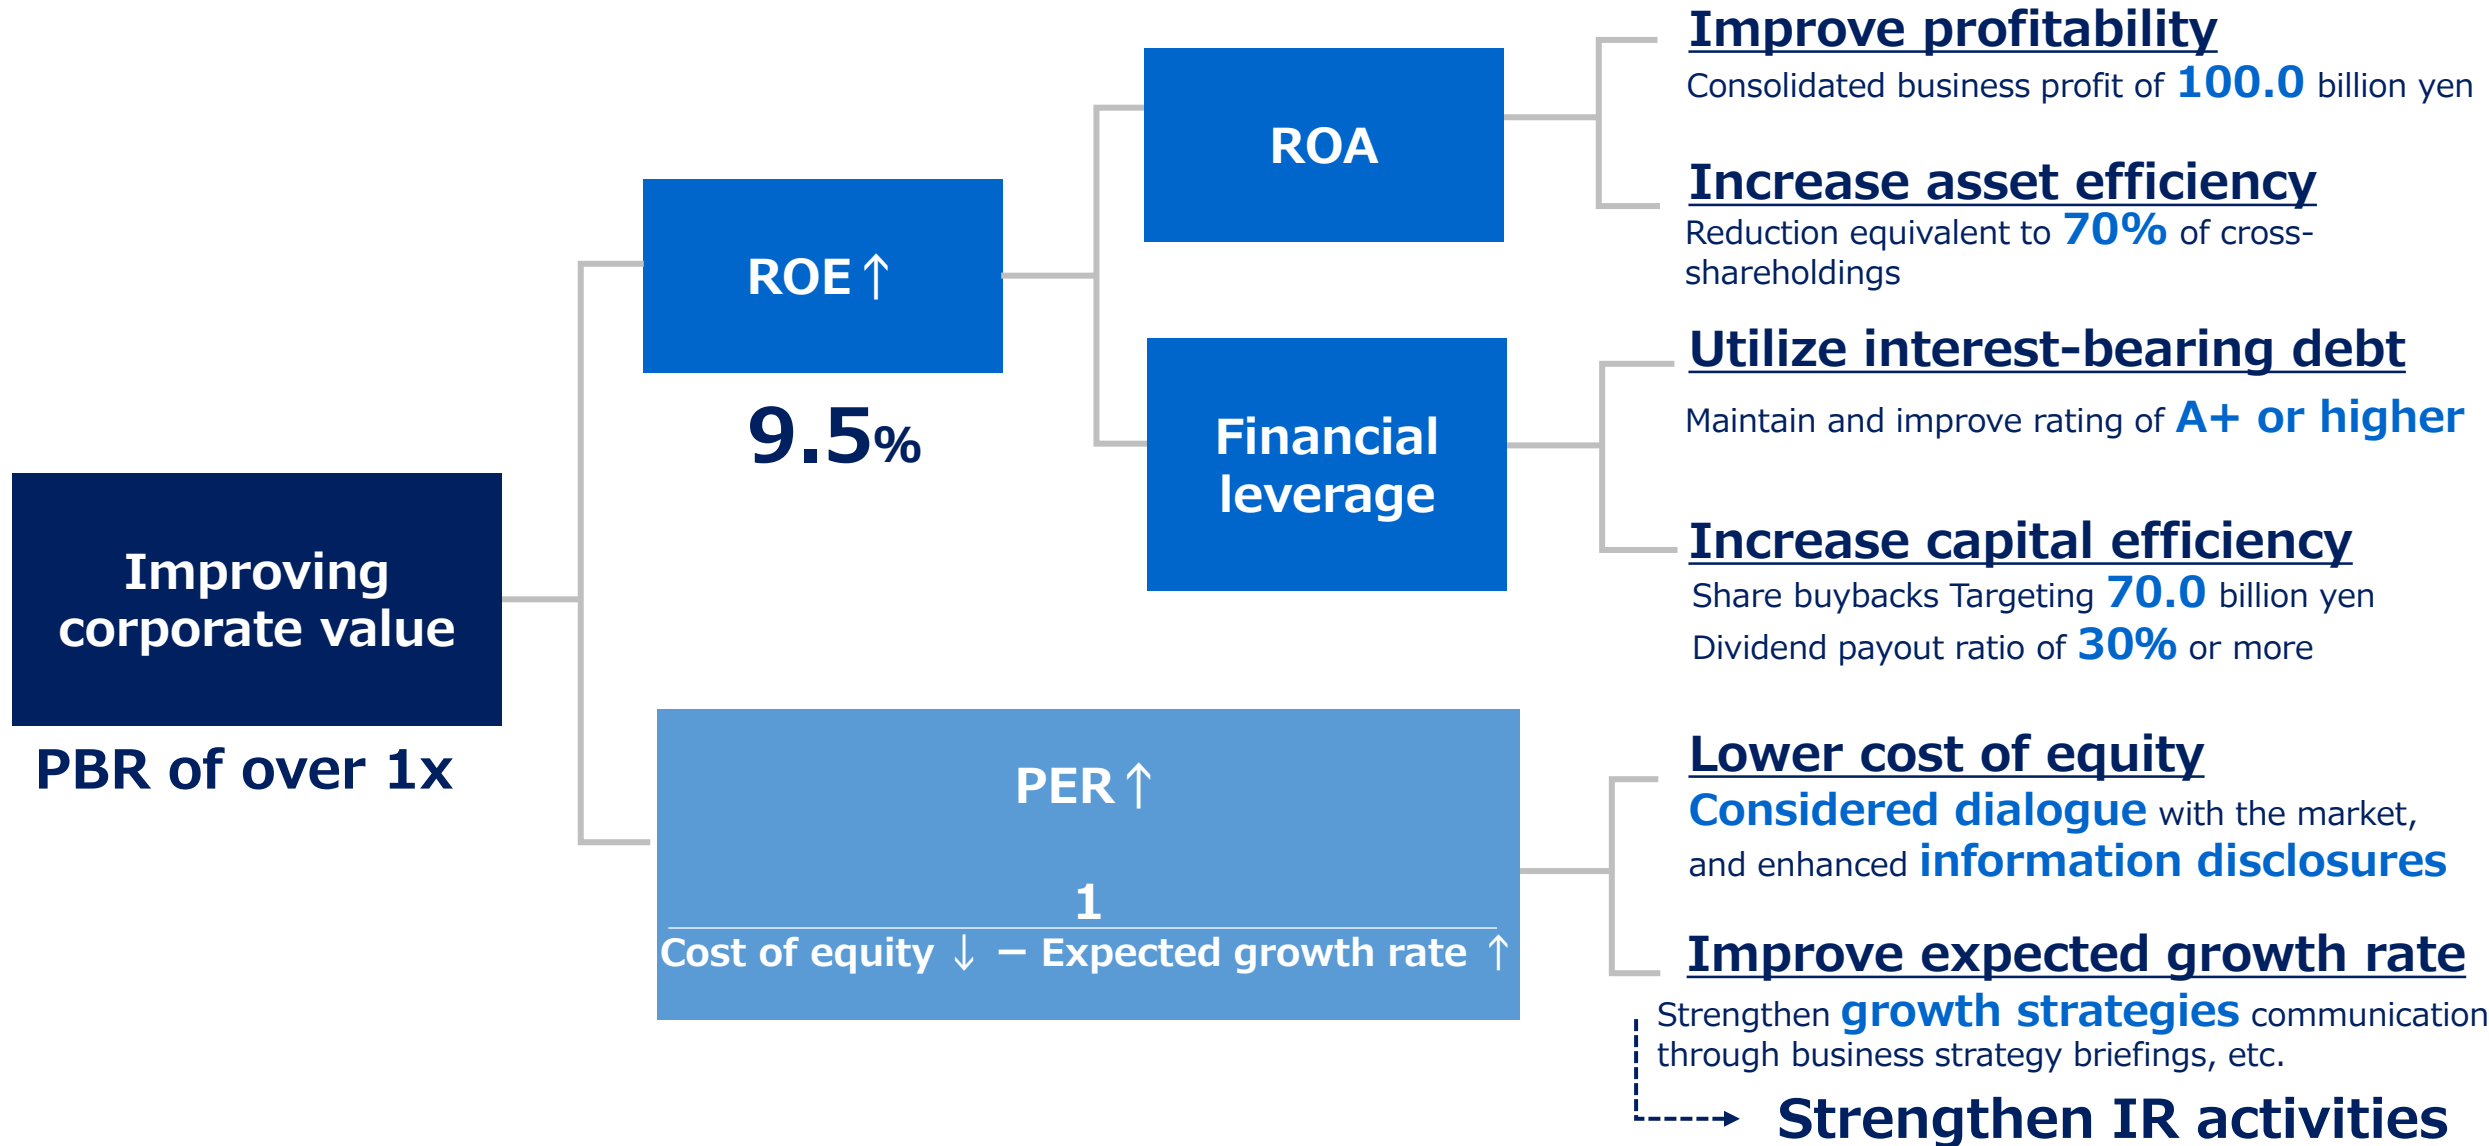 Improving
corporate value
PBR of over 1x
ROE↑
9.5%
ROA
Financial
leverage
PER↑
1
Cost of equity ↓ − Expected growth rate ↑
Improve profitability
Consolidated business profit of 100.0 billion yen
Increase asset efficiency
Reduction equivalent to 70% of cross-
shareholdings
Utilize interest-bearing debt
Maintain and improve rating of A+ or higher
Increase capital efficiency
Share buybacks Targeting 70.0 billion yen
Dividend payout ratio of 30% or more
Lower cost of equity
Considered dialogue with the market,
and enhanced information disclosures
Improve expected growth rate
Strengthen growth strategies communication
through business strategy briefings, etc.
Strengthen IR activities